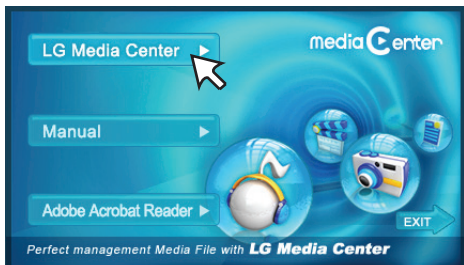 LG Media Center
media Center
Manual
Adobe Acrobat Reader
EXIT
Perfect management Media File with LG Media Center